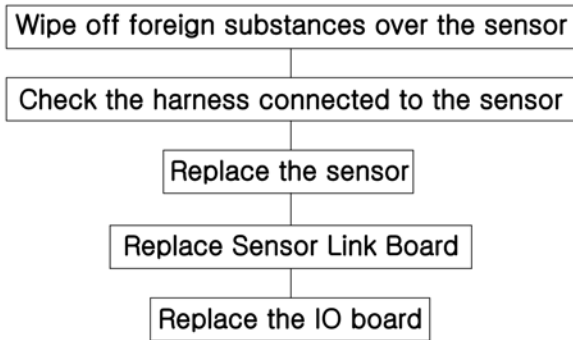 Wipe off foreign substances over the sensor
Check the harness connected to the sensor
Replace the sensor
Replace Sensor Link Board
Replace the IO board